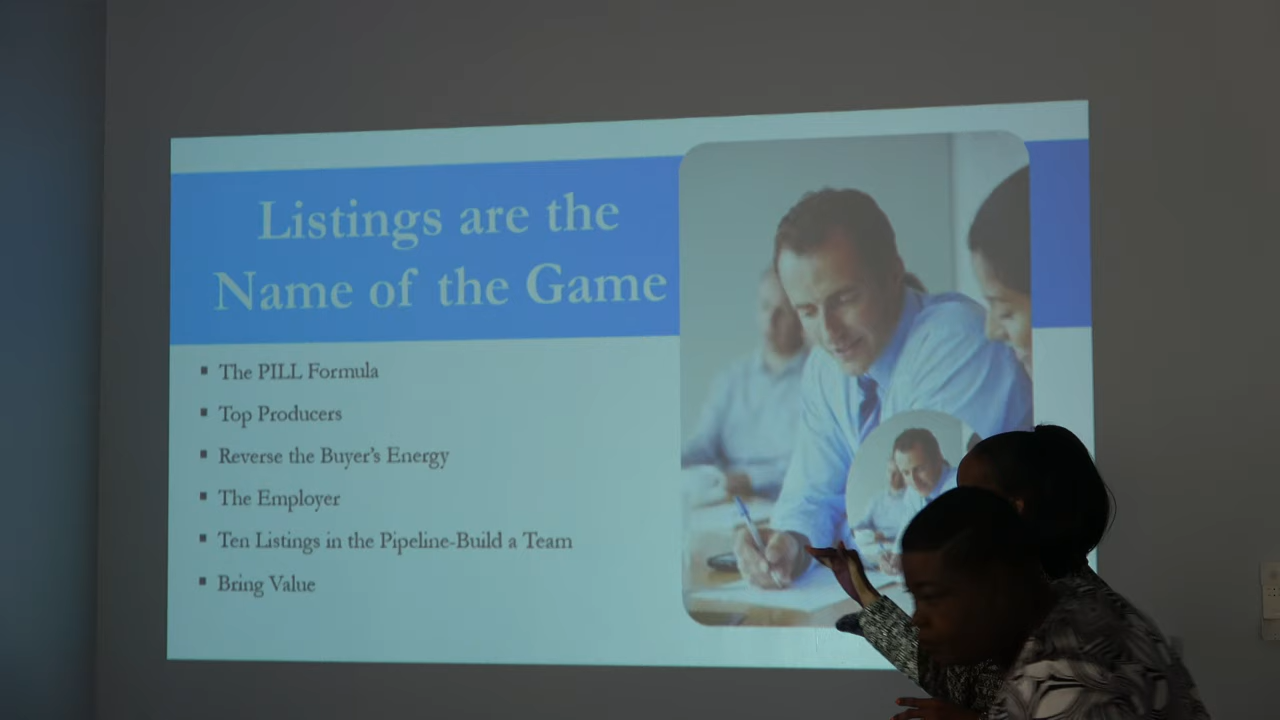 Listings are the
Name of the Game
The PILL Formula
Top Producers
Reverse the Buyer's Energy
The Employer
Ten Listings in the Pipeline-Build a Team
Bring Value